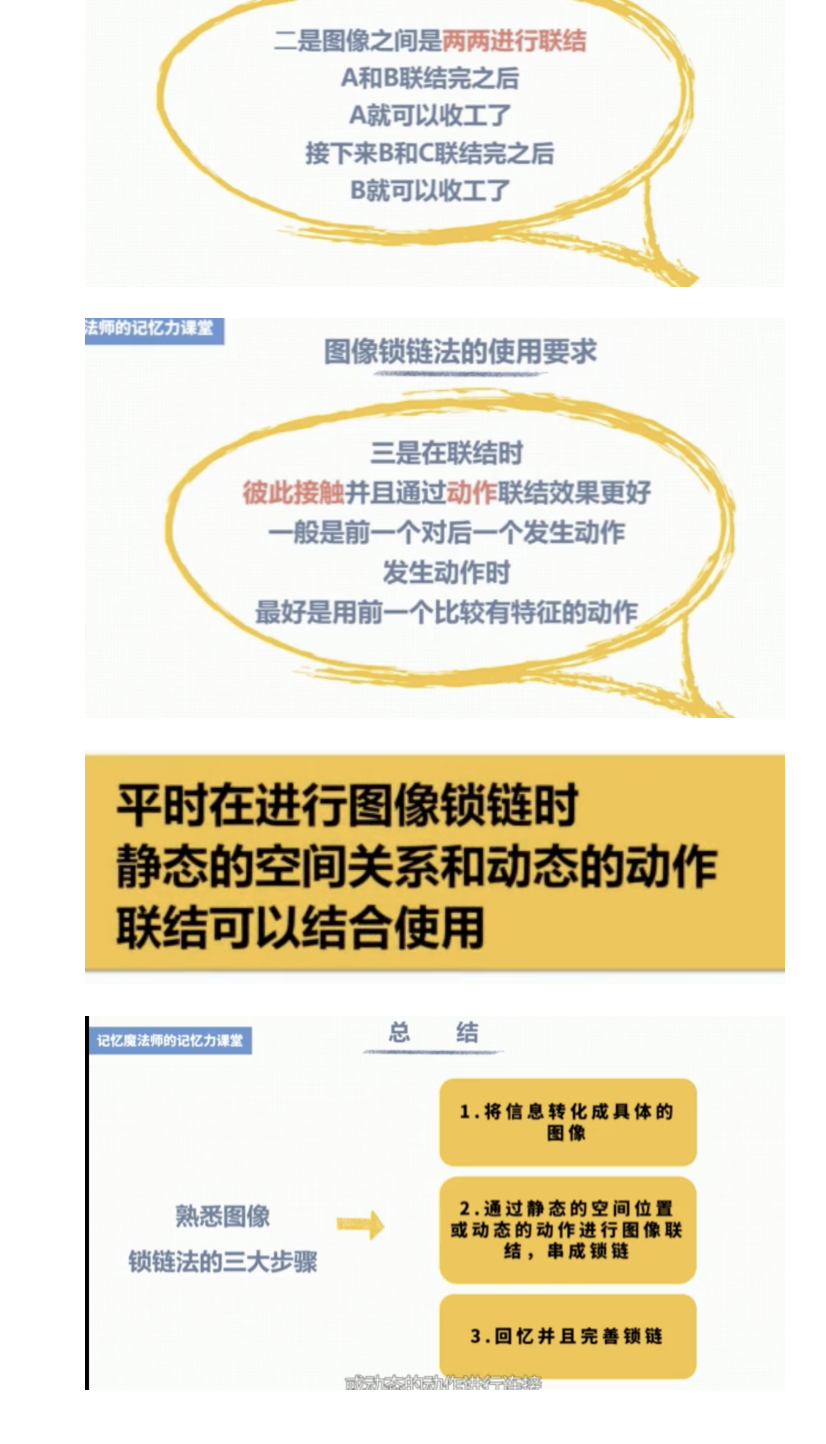 二是图像之间是两两进行联结
A和B联结完之后
A就可以收工了
接下来B和C联结完之后
B就可以收工了
法师的记忆力课堂
图像锁链法的使用要求
三是在联结时
彼此接触并且通过动作联结效果更好
一般是前一个对后一个发生动作
发生动作时
最好是用前一个比较有特征的动作
平时在进行图像锁链时
静态的空间关系和动态的动作
联结可以结合使用
记忆魔法师的记忆力课堂
总 结
1.将信息转化成具体的
图像
2.通过静态的空间位置
或动态的动作进行图像联
结，串成锁链
熟悉图像
锁链法的三大步骤
3.回忆并且完善锁链
或动态的动作进行连接